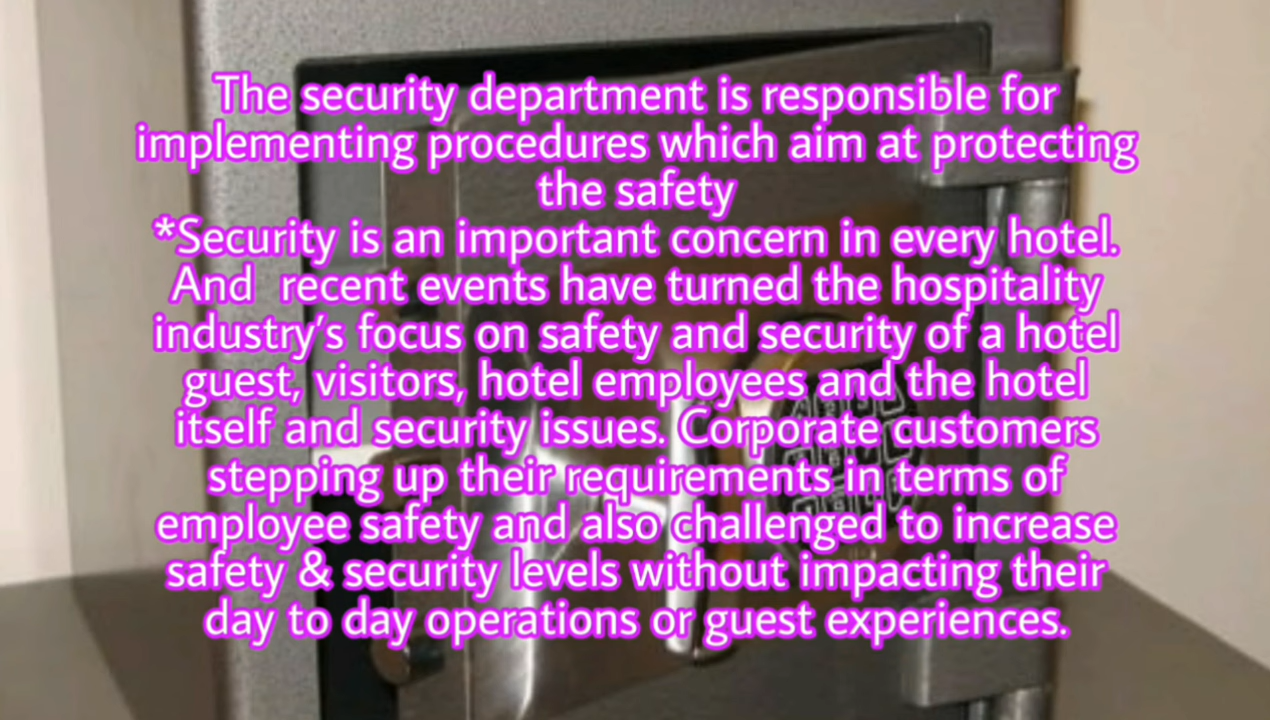 The security department is responsible for
implementing procedures which aim at protecting
the safety
*Security is an important concern in every hotel.
And  recent events have turned the hospitality
industry's focus on safety and security of a hotel
guest, visitors, hotel employees and the hotel
itself and security issues. Corporate customers
stepping up their requirements in terms of
employee safety and also challenged to increase
safety & security levels without impacting their
day to day operations or guest experiences.